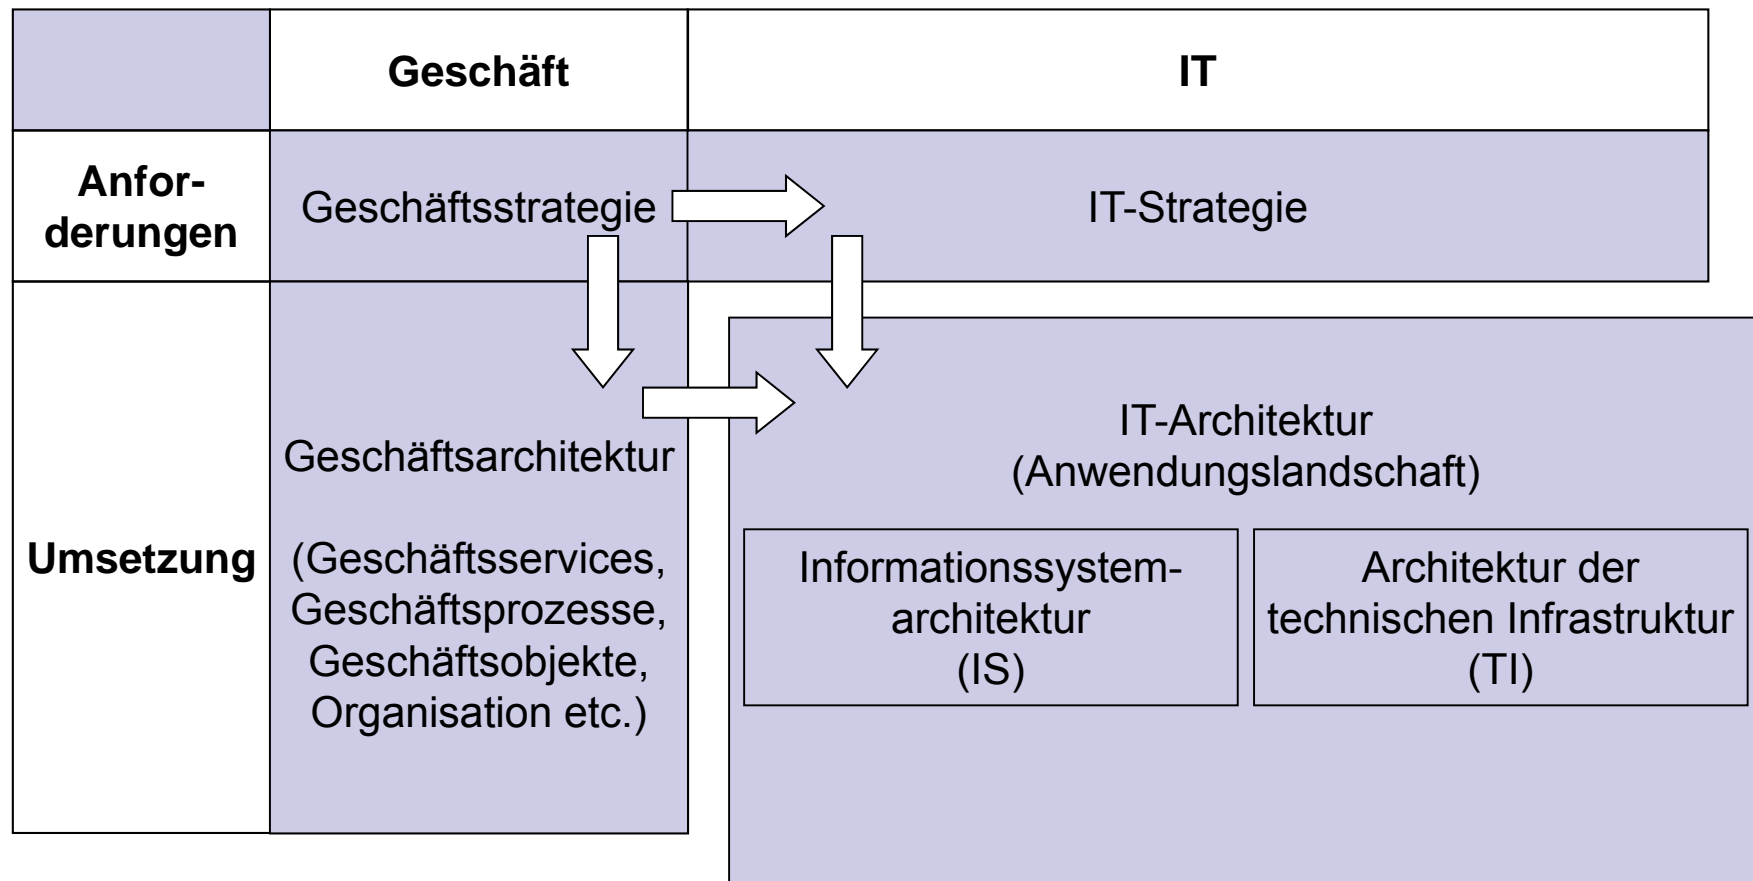 Geschäft
IT
Anfor-
derungen
Geschäftsstrategie
IT-Strategie
Umsetzung
Geschäftsarchitektur
(Geschäftsservices,
Geschäftsprozesse,
Geschäftsobjekte,
Organisation etc.)
IT-Architektur
(Anwendungslandschaft)
Informationssystem-
architektur
(IS)
Architektur der
technischen Infrastruktur
(TI)